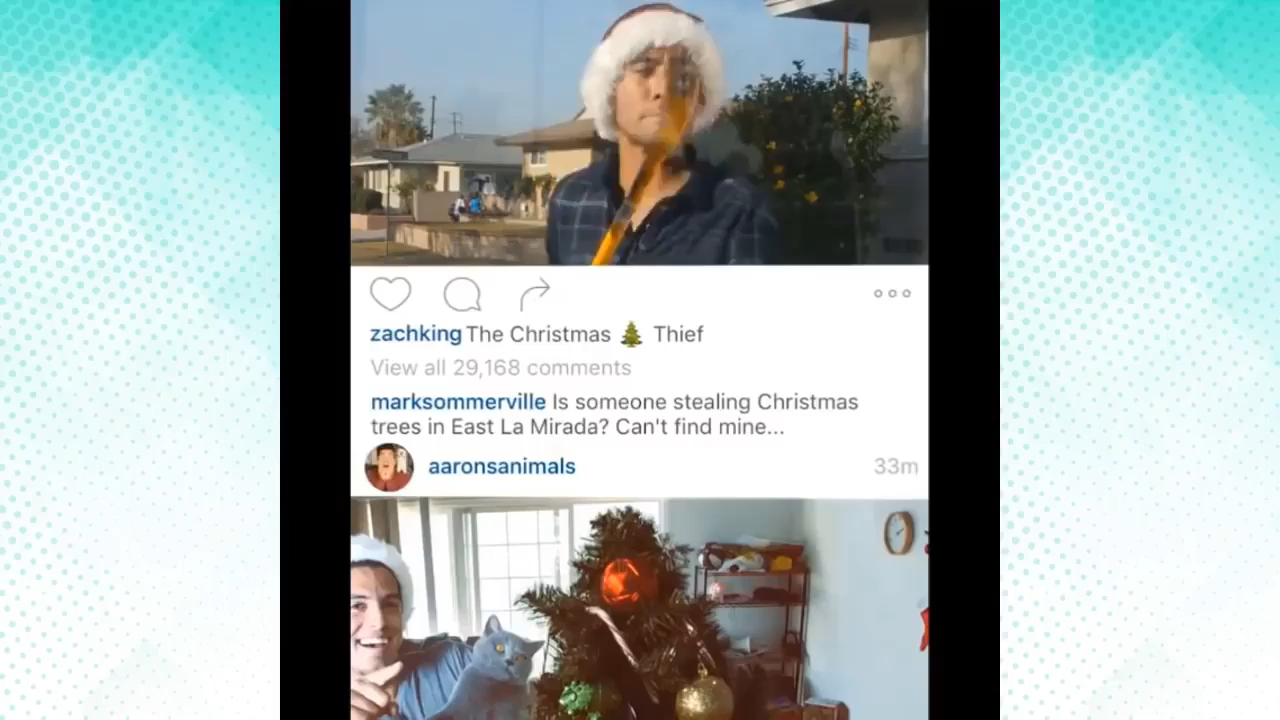 zachking The Christmas 🎄 Thief
View all 29,168 comments
marksommerville Is someone stealing Christmas
trees in East La Mirada? Can't find mine...
aaronsanimals
33m